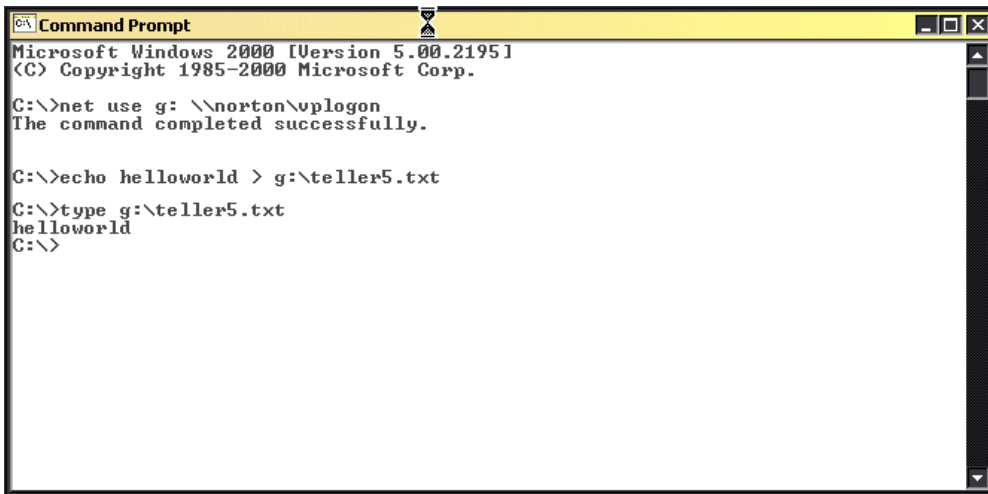 Command Prompt
Microsoft Windows 2000 [Version 5.00.2195]
(C) Copyright 1985-2000 Microsoft Corp.
C:\>net use g: \\norton\vplogon
The command completed successfully.
C:\>echo helloworld > g:\teller5.txt
C:\>type g:\teller5.txt
helloworld
C:\>